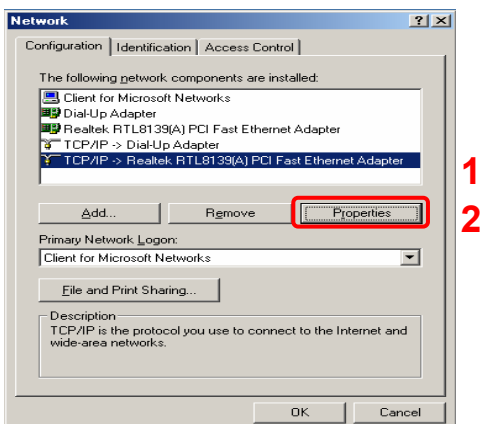 Network
Configuration Identification Access Control
The following network components are installed:
Client for Microsoft Networks
Dial-Up Adapter
Realtek RTL8139(A) PCI Fast Ethernet Adapter
TCP/IP -> Dial-Up Adapter
TCP/IP -> Realtek RTL8139(A) PCI Fast Ethernet Adapter
1
Add... Remove Properties
2
Primary Network Logon:
Client for Microsoft Networks
File and Print Sharing...
Description
TCP/IP is the protocol you use to connect to the Internet and
wide-area networks.
OK Cancel